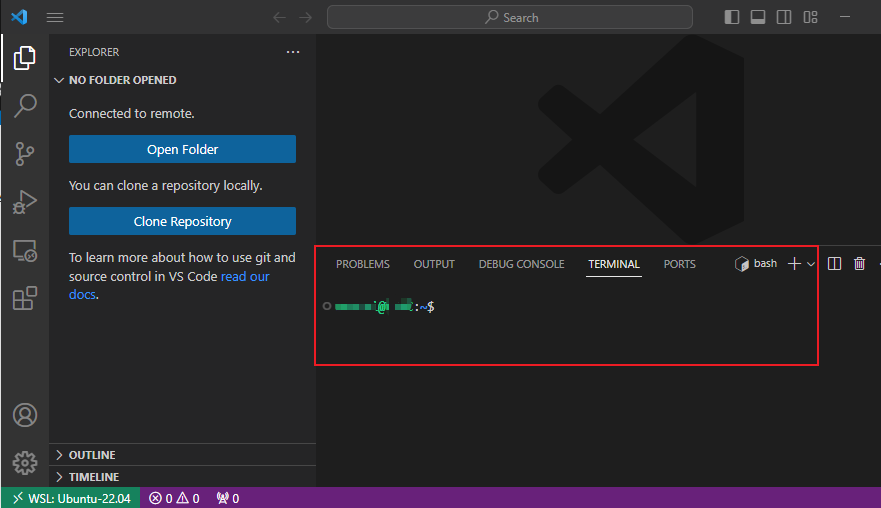 Search
EXPLORER
NO FOLDER OPENED
Connected to remote.
Open Folder
You can clone a repository locally.
Clone Repository
To learn more about how to use git and
source control in VS Code read our
docs.
OUTLINE
TIMELINE
PROBLEMS OUTPUT DEBUG CONSOLE TERMINAL PORTS bash
@ :~$
WSL: Ubuntu-22.04 0 0 0